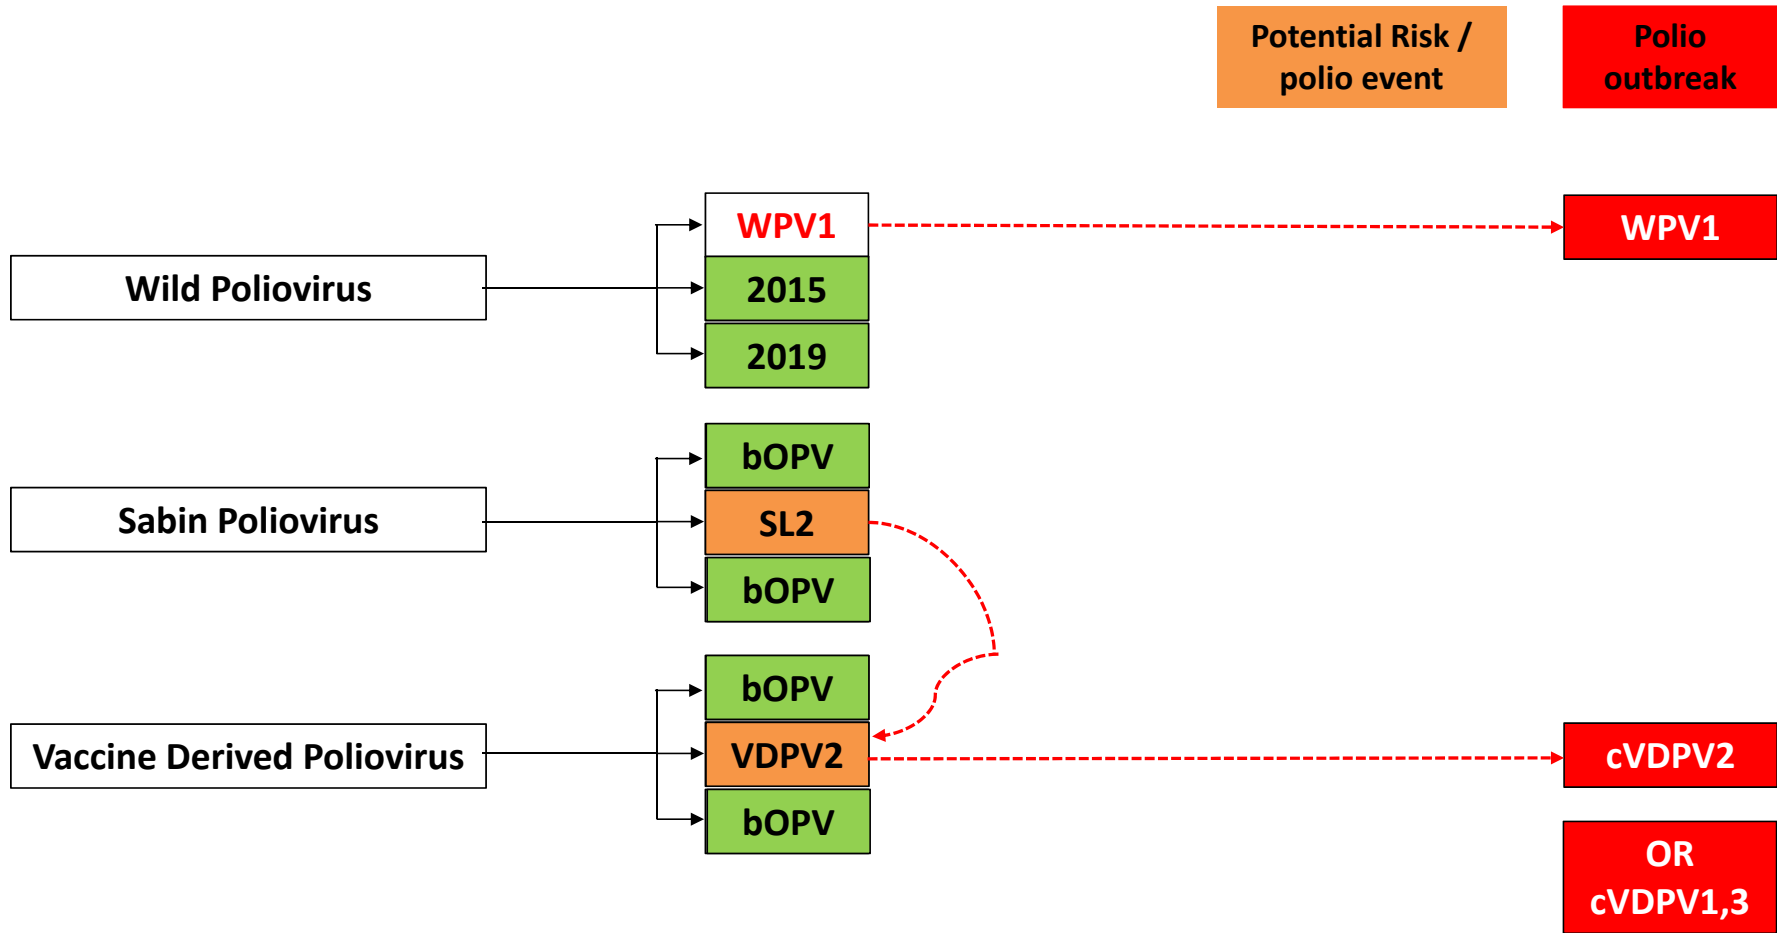 Potential Risk /
polio event
Polio
outbreak
WPV1
WPV1
Wild Poliovirus
2015
2019
bOPV
Sabin Poliovirus
SL2
bOPV
bOPV
Vaccine Derived Poliovirus
VDPV2
cVDPV2
bOPV
OR
cVDPV1,3